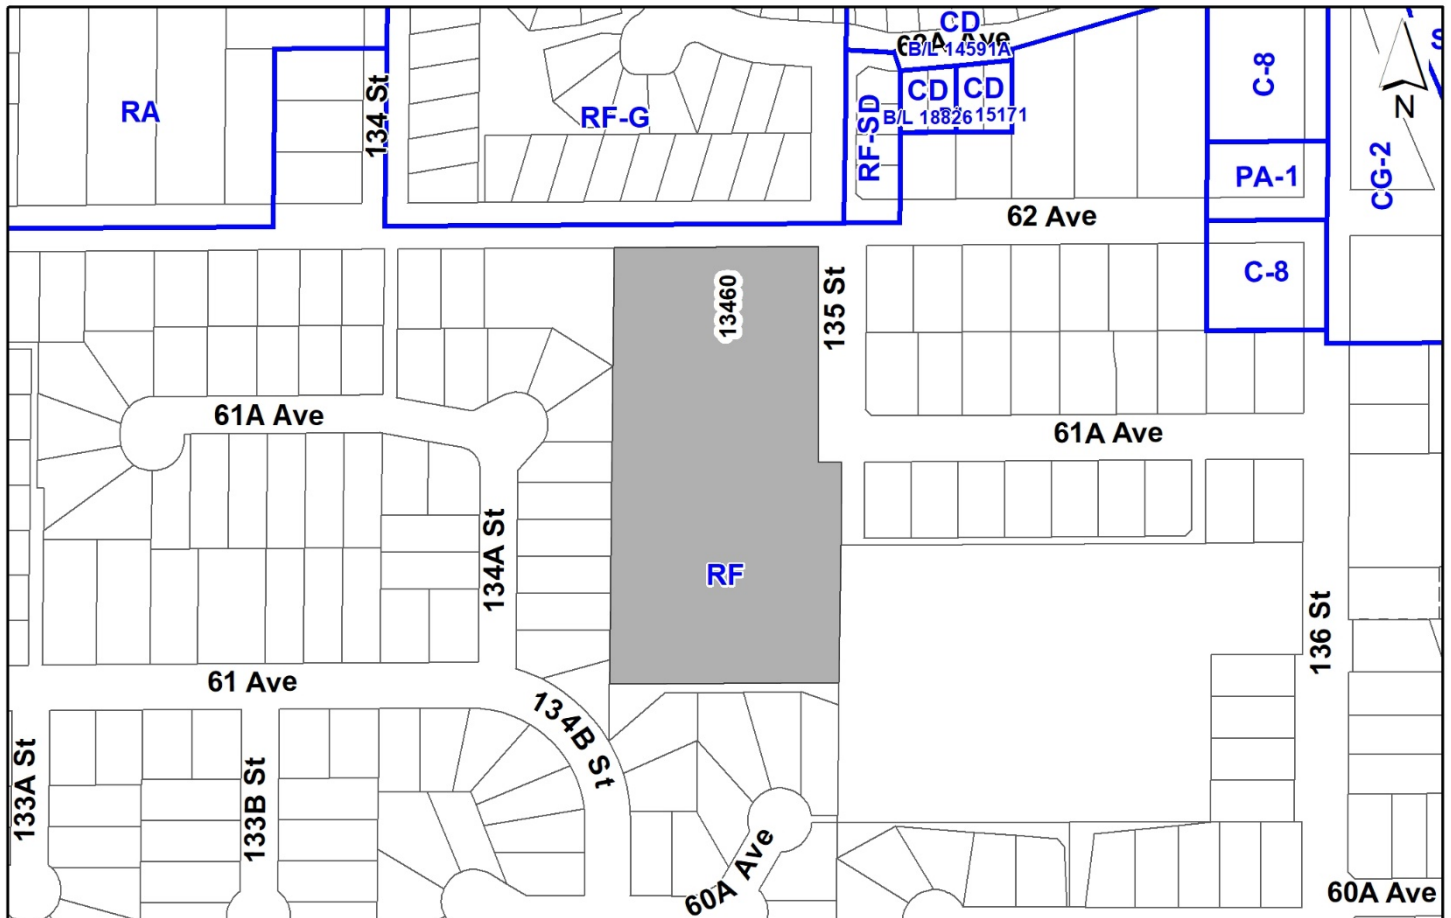 CD
62A Ave
B/L 14591A
S
C-8
N
RA
134 St
RF-G
RF-SD
CD
CD
B/L 18826
15171
PA-1
CG-2
62 Ave
C-8
13460
135 St
61A Ave
61A Ave
134A St
RF
136 St
61 Ave
134B St
133A St
133B St
60A Ave
60A Ave